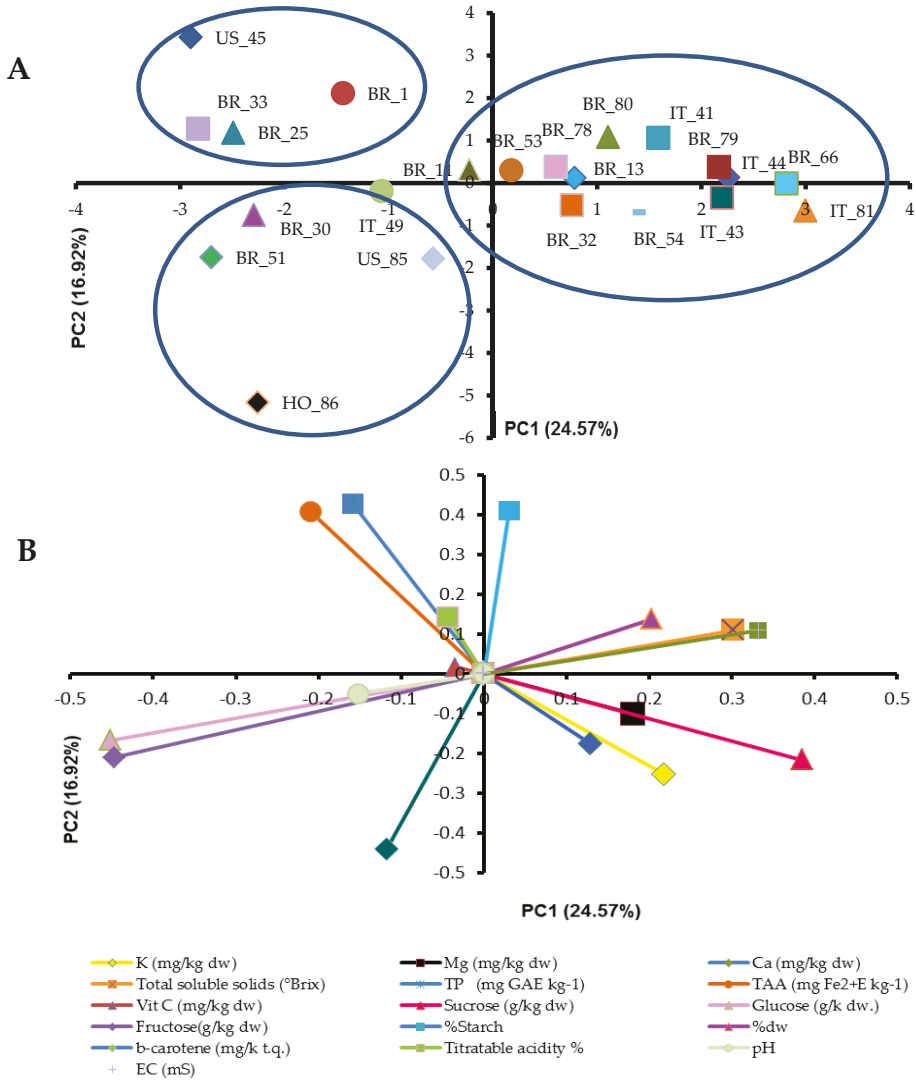 A
4
US_45
3
BR_33
BR_1
BR_80
IT_41
2
BR_25
BR_53
BR_78
BR_79
1
BR_11
BR_13
IT_44
BR_66
0
-4
-3
-2
-1
0
1
2
3
4
BR_30
IT_49
-1
BR_32
BR_54
IT_43
IT_81
BR_51
US_85
-2
-3
-4
HO_86
-5
-6
PC2 (16.92%)
PC1 (24.57%)
B
0.5
0.4
0.3
0.2
0.1
0
-0.5
-0.4
-0.3
-0.2
-0.1
0
0.1
0.2
0.3
0.4
0.5
-0.1
-0.2
-0.3
-0.4
-0.5
PC2 (16.92%)
PC1 (24.57%)
K (mg/kg dw)
Mg (mg/kg dw)
Ca (mg/kg dw)
Total soluble solids (°Brix)
TP (mg GAE kg-1)
TAA (mg Fe2+E kg-1)
Vit C (mg/kg dw)
Sucrose (g/kg dw)
Glucose (g/k dw.)
Fructose(g/kg dw)
%Starch
%dw
b-carotene (mg/k t.q.)
Titratable acidity %
pH
EC (mS)